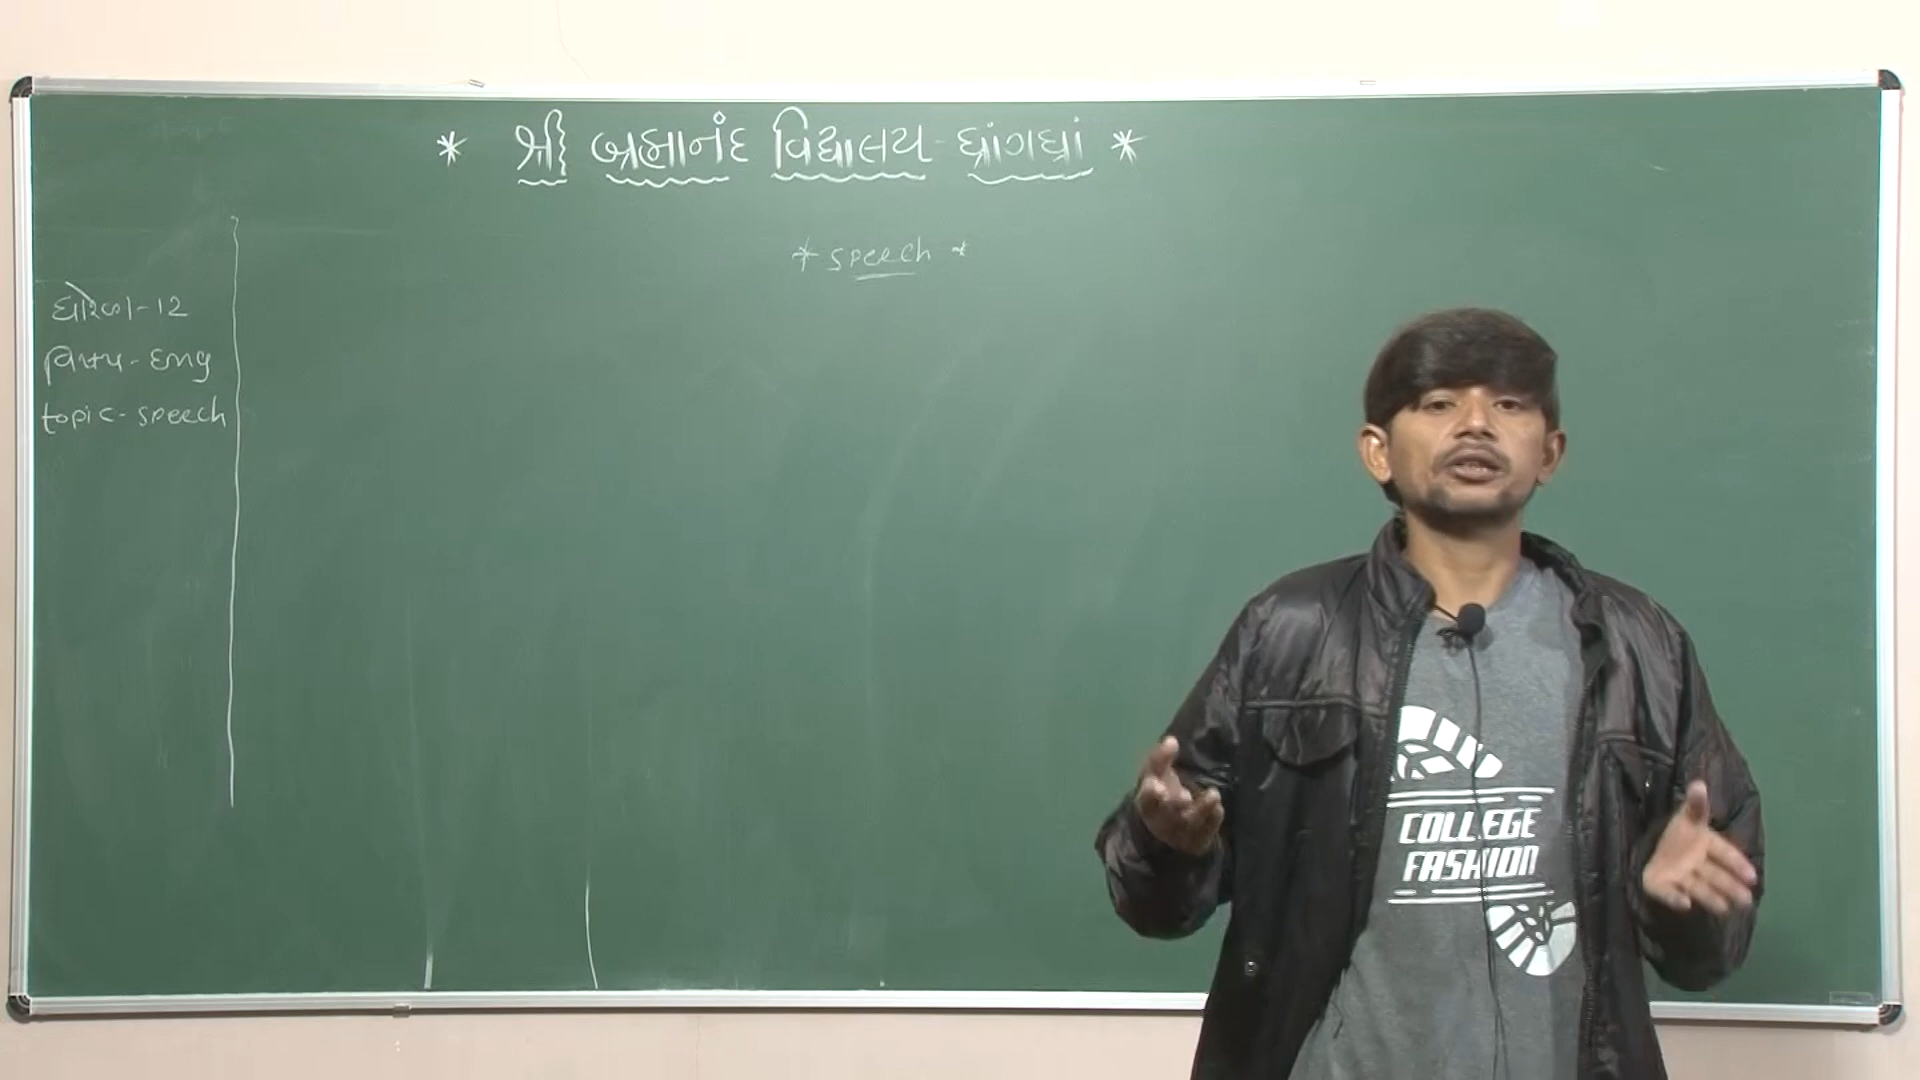 * શ્રી બ્રહ્માનંદ વિદ્યાલય - ધ્રાંગધ્રાં *
* speech *
ધોરણ - 12
વિષય - Eng
topic - speech
COLLEGE
FASHION